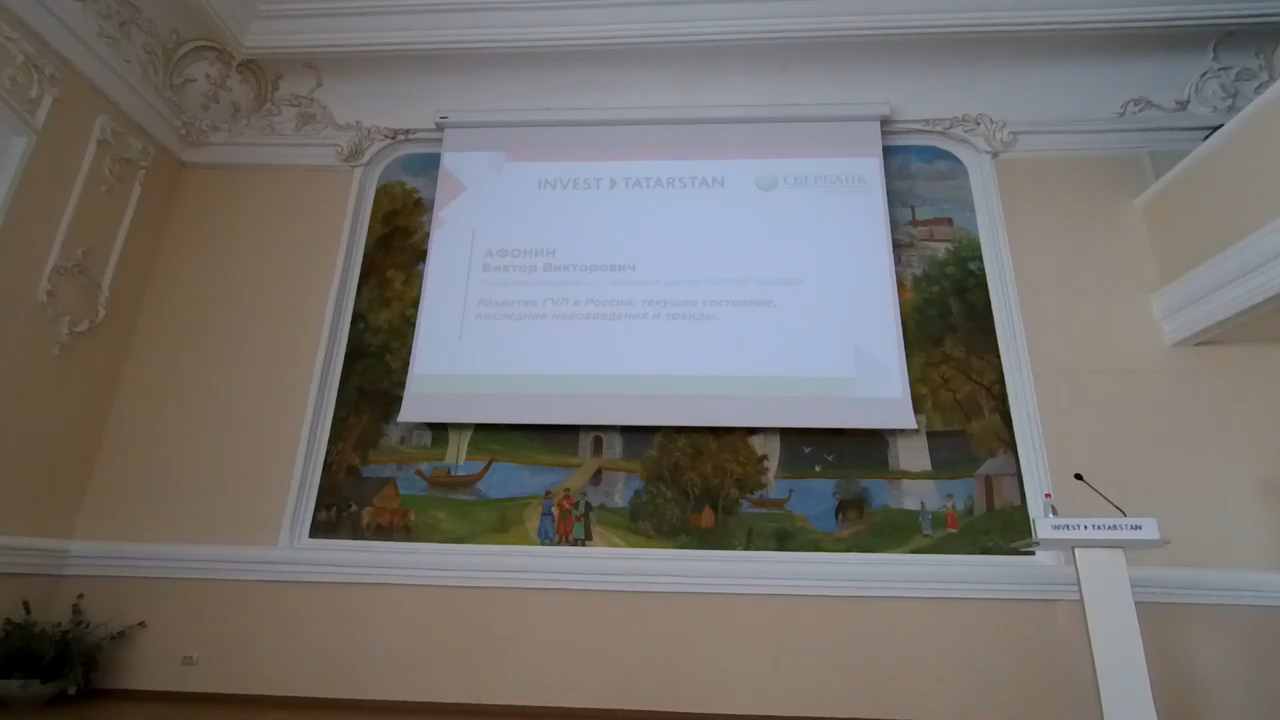 INVEST TATARSTAN
СБЕРБАНК
АФОНИН
Виктор Викторович
Развитие ГЧП в России: текущее состояние,
последние нововведения и тренды.
INVEST TATARSTAN